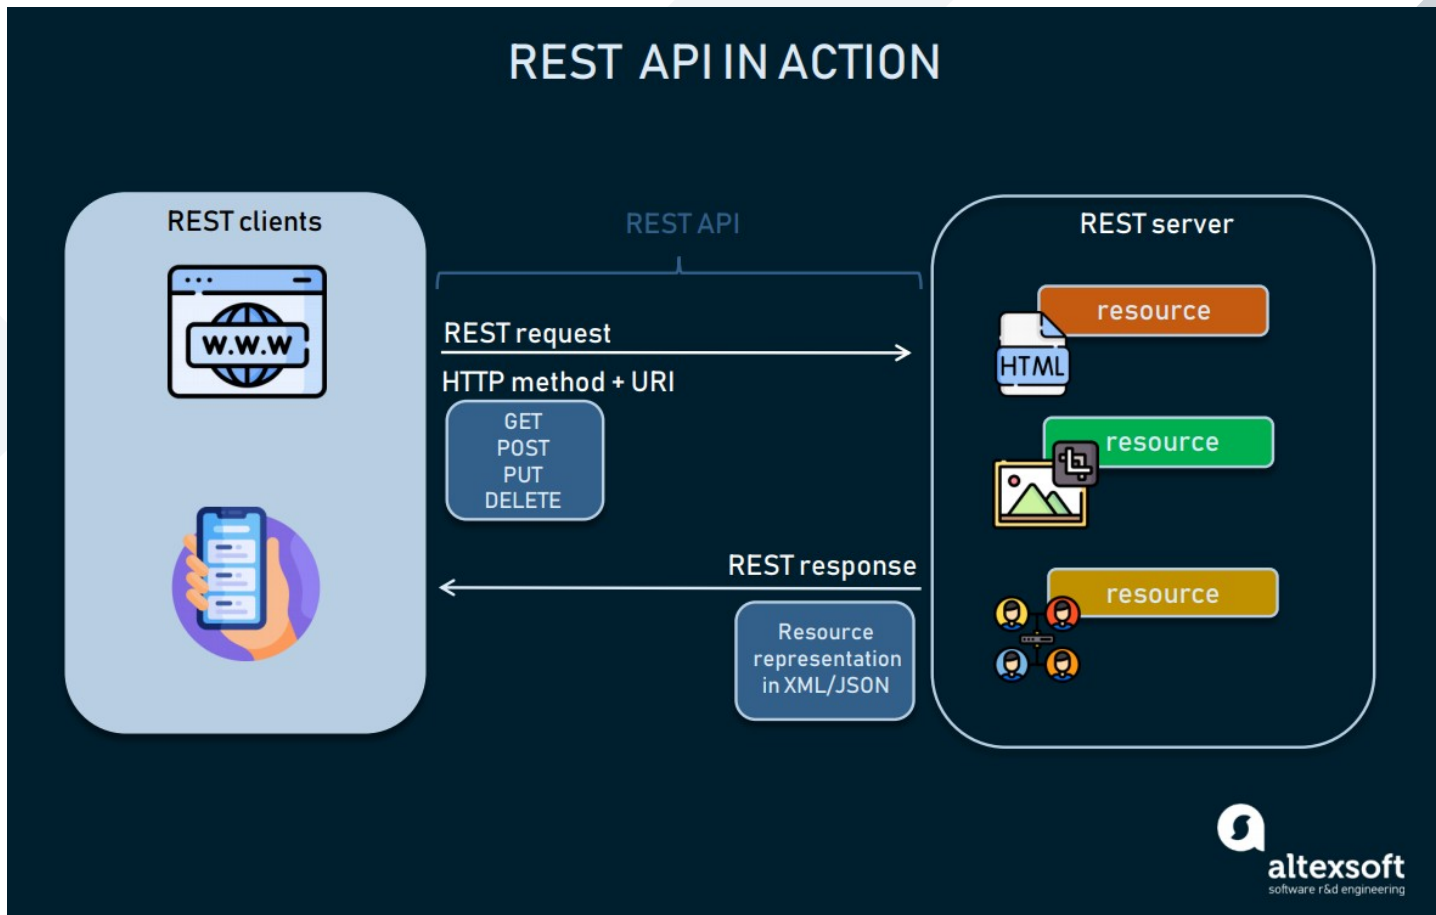 REST API IN ACTION
REST clients
W.W.W
REST API
REST request
HTTP method + URI
GET
POST
PUT
DELETE
REST response
Resource
representation
in XML/JSON
REST server
resource
HTML
resource
resource
altexsoft
software r&d engineering